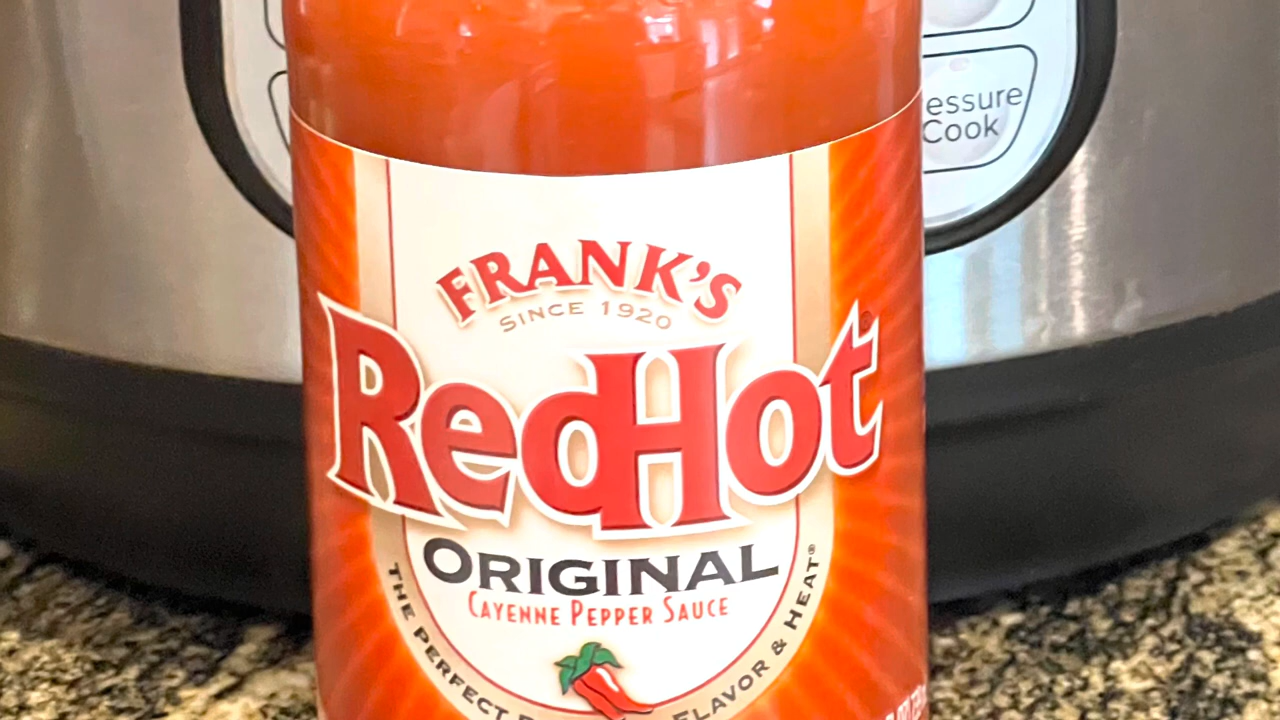 essure
Cook
FRANK'S
SINCE 1920
RedHot®
ORIGINAL
CAYENNE PEPPER SAUCE
THE PERFECT
FLAVOR & HEAT®